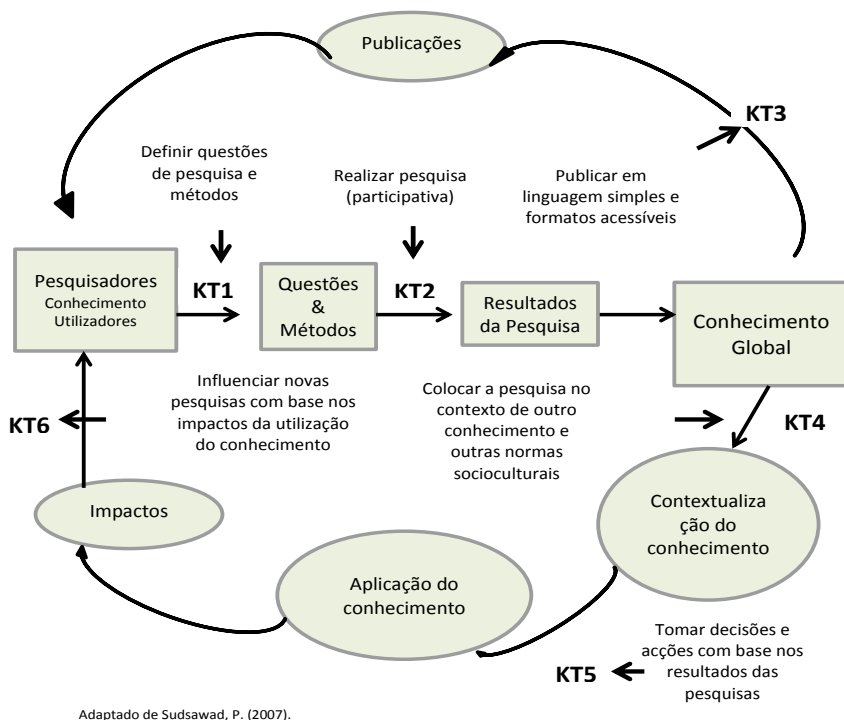 Publicações
KT3
Definir questões
de pesquisa e
métodos
Realizar pesquisa
(participativa)
Publicar em
linguagem simples e
formatos acessíveis
Pesquisadores
Conhecimento
Utilizadores
KT1
Questões
&
Métodos
KT2
Resultados
da Pesquisa
Conhecimento
Global
Influenciar novas
pesquisas com base nos
impactos da utilização
do conhecimento
Colocar a pesquisa no
contexto de outro
conhecimento e
outras normas
socioculturais
KT6
KT4
Impactos
Aplicação do
conhecimento
Contextualiza
ção do
conhecimento
KT5
Tomar decisões e
acções com base nos
resultados das
pesquisas
Adaptado de Sudsawad, P. (2007).